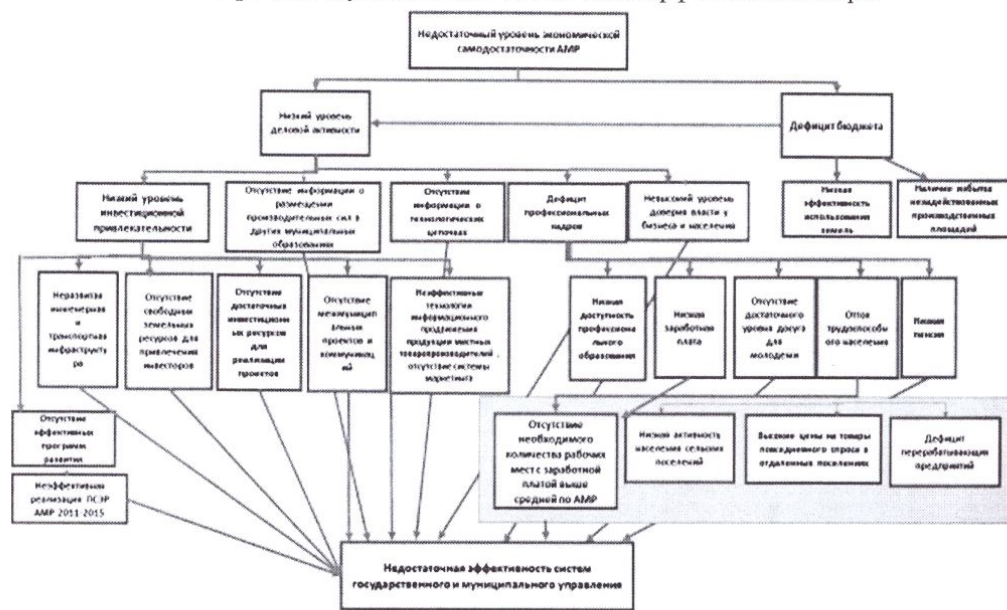 Недостаточный уровень экономической
самодостаточности АМР
Низкий уровень
деловой активности
Дефицит бюджета
Низкий уровень
инвестиционной
привлекательности
Отсутствие информации о
размещении
производительных сил в
других муниципальных
образованиях
Отсутствие
информации о
технологических
цепочках
Дефицит
профессиональных
кадров
Невысокий уровень
доверия власти у
бизнеса и населения
Низкая
эффективность
использования
земель
Наличие избытка
незадействованных
производственных
площадей
Неразвитая
инженерная
и
транспортная
инфраструкту
ра
Отсутствие
свободных
земельных
ресурсов для
привлечения
инвесторов
Отсутствие
достаточных
инвестиционн
ых ресурсов
для
реализации
проектов
Отсутствие
межмуницип
альных
проектов и
коммуникац
ий
Неэффективные
технологии
информационного
продвижения
продукции местных
товаропроизводителей,
отсутствие системы
маркетинга
Низкая
доступность
профессиона
льного
образования
Низкая
заработная
плата
Отсутствие
достаточного
уровня досуга
для
молодежи
Отток
трудоспособн
ого населения
Низкие
пенсии
Отсутствие
эффективных
программ
развития
Неэффективная
реализация ПСЭР
АМР 2011-2015
Отсутствие
необходимого
количества рабочих
мест с заработной
платой выше
средней по АМР
Низкая активность
населения сельских
поселений
Высокие цены на товары
повседневного спроса в
отдаленных поселениях
Дефицит
перерабатывающих
предприятий
Недостаточная эффективность систем
государственного и муниципального управления